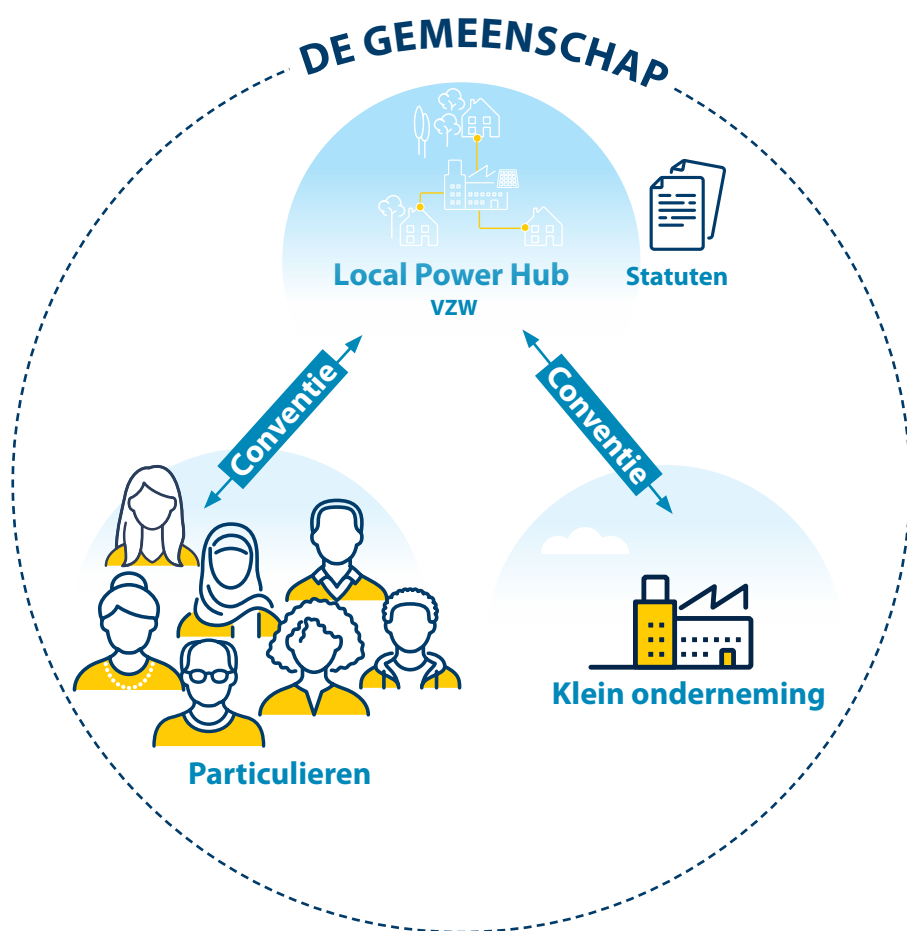 DE GEMEENSCHAP
Local Power Hub
VZW
Statuten
Conventie
Conventie
Particulieren
Klein onderneming